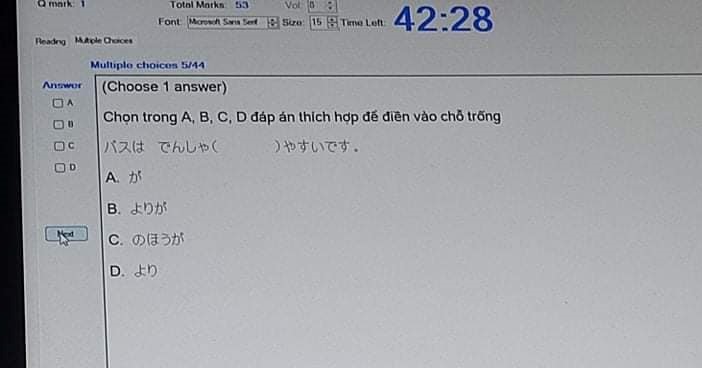 Q mark: 1 Total Marks: 53 Vol: 8
Font: Microsoft Sans Serif Size: 15 Time Left: 42:28
Reading Multiple Choices
Multiple choices 5/44
Answer
(Choose 1 answer)
A
B
C
D
Next
Chọn trong A, B, C, D đáp án thích hợp để điền vào chỗ trống
バスは でんしゃ( )やすいです。
A. が
B. よりが
C. のほうが
D. より